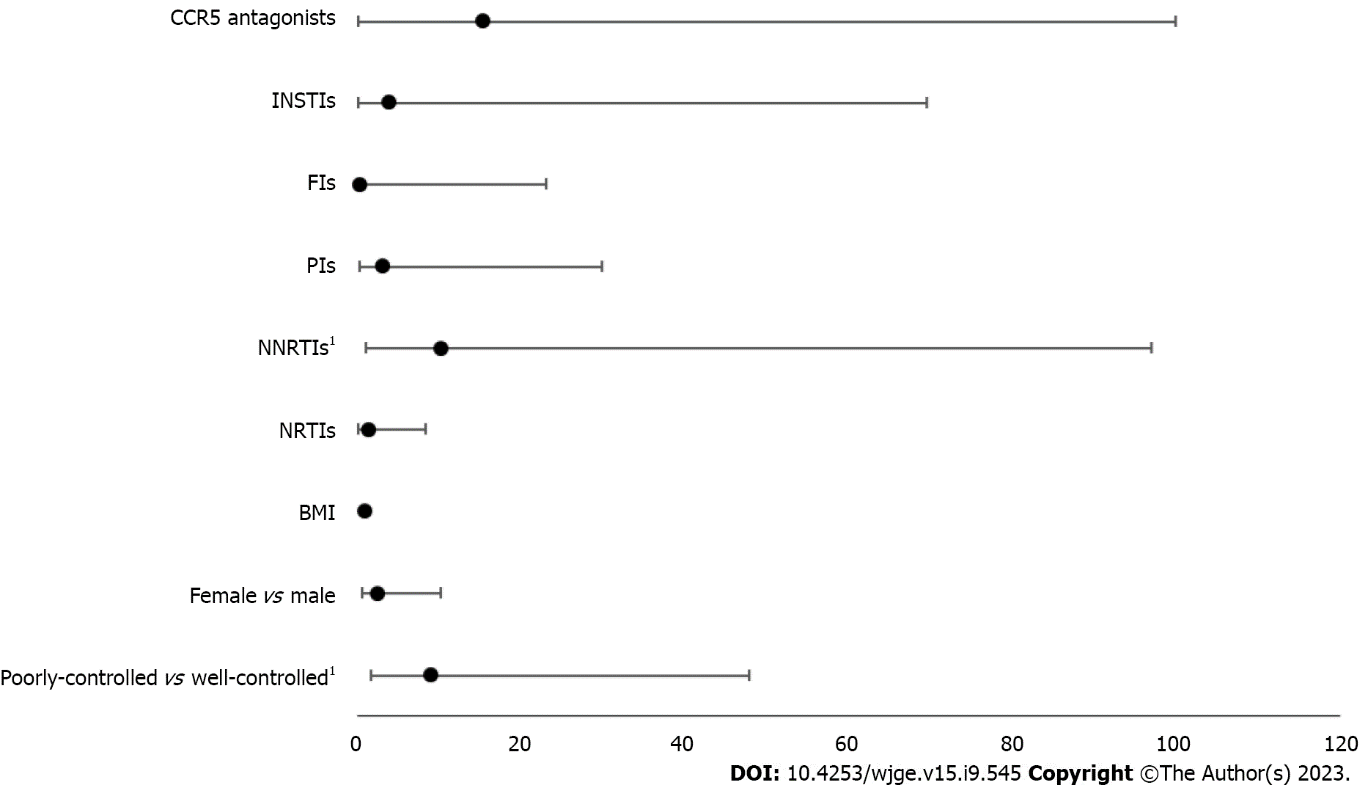 CCR5 antagonists
INSTIs
FIs
PIs
NNRTIs¹
NRTIs
BMI
Female vs male
Poorly-controlled vs well-controlled¹
0 20 40 60 80 100 120
DOI: 10.4253/wjge.v15.i9.545 Copyright ©The Author(s) 2023.